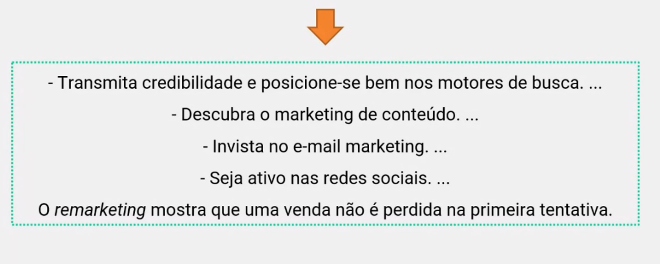 - Transmita credibilidade e posicione-se bem nos motores de busca. ...
- Descubra o marketing de conteúdo. ...
- Invista no e-mail marketing. ...
- Seja ativo nas redes sociais. ...
O remarketing mostra que uma venda não é perdida na primeira tentativa.